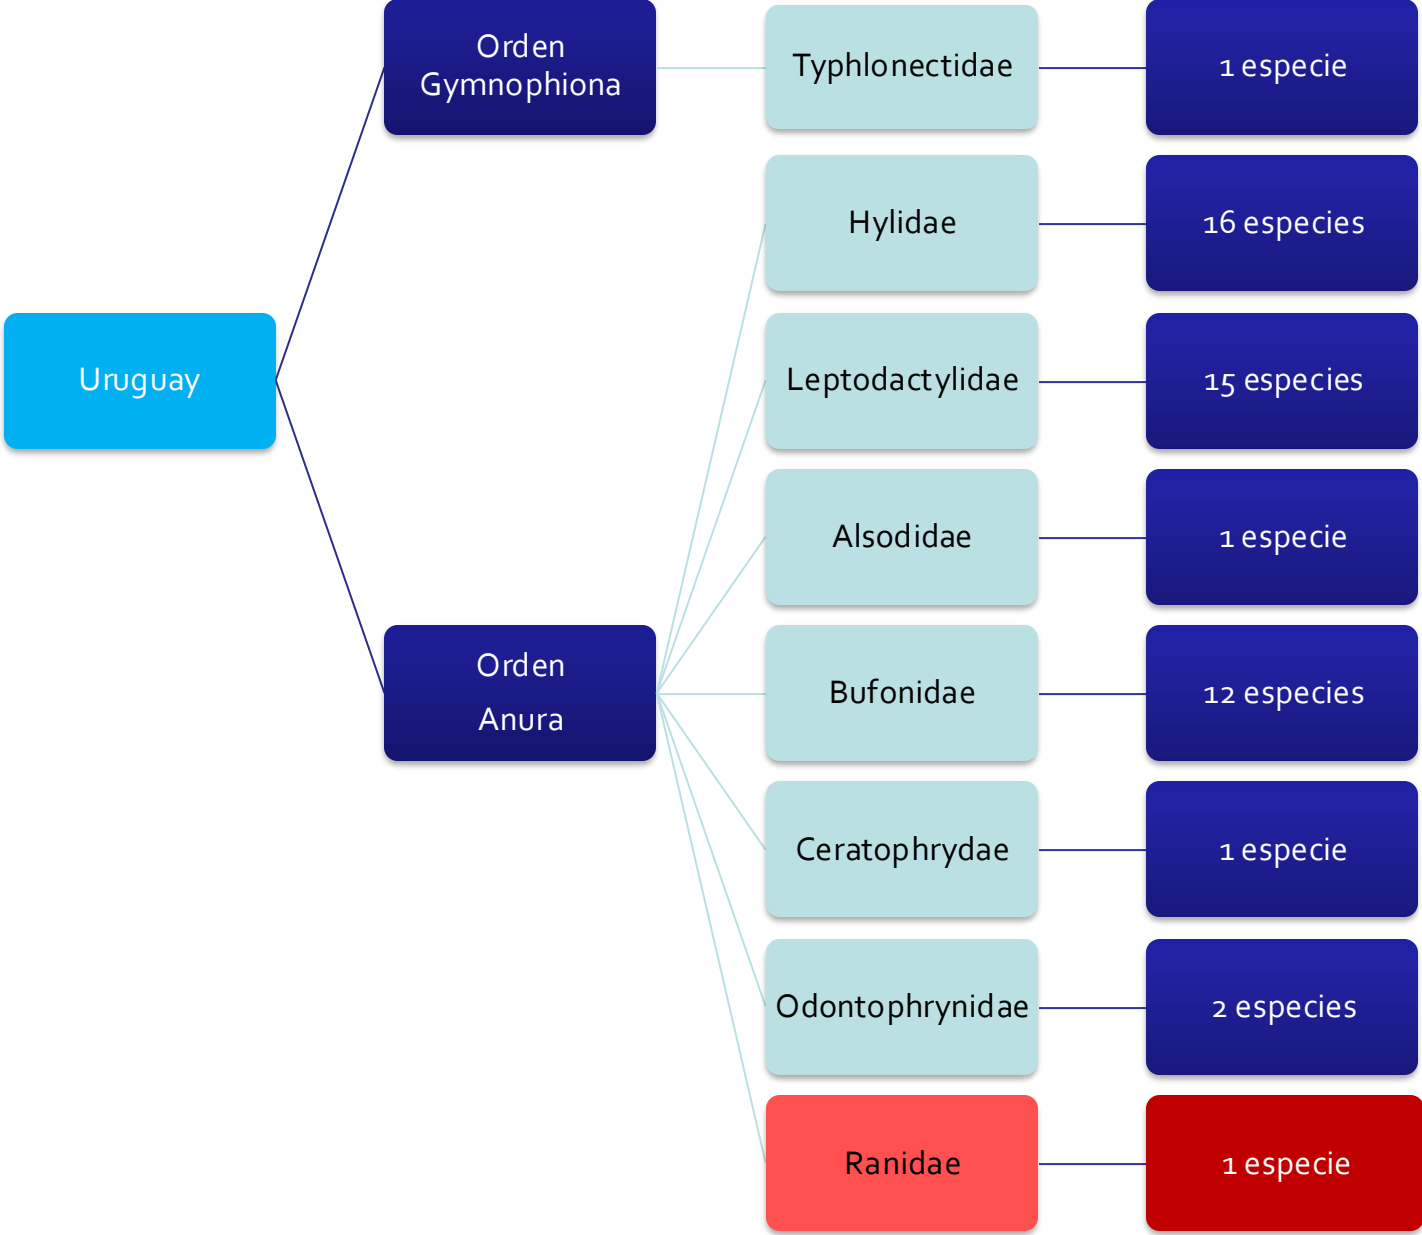 Orden
Gymnophiona
Typhlonectidae
1 especie
Hylidae
16 especies
Uruguay
Leptodactylidae
15 especies
Alsodidae
1 especie
Orden
Anura
Bufonidae
12 especies
Ceratophrydae
1 especie
Odontophrynidae
2 especies
Ranidae
1 especie